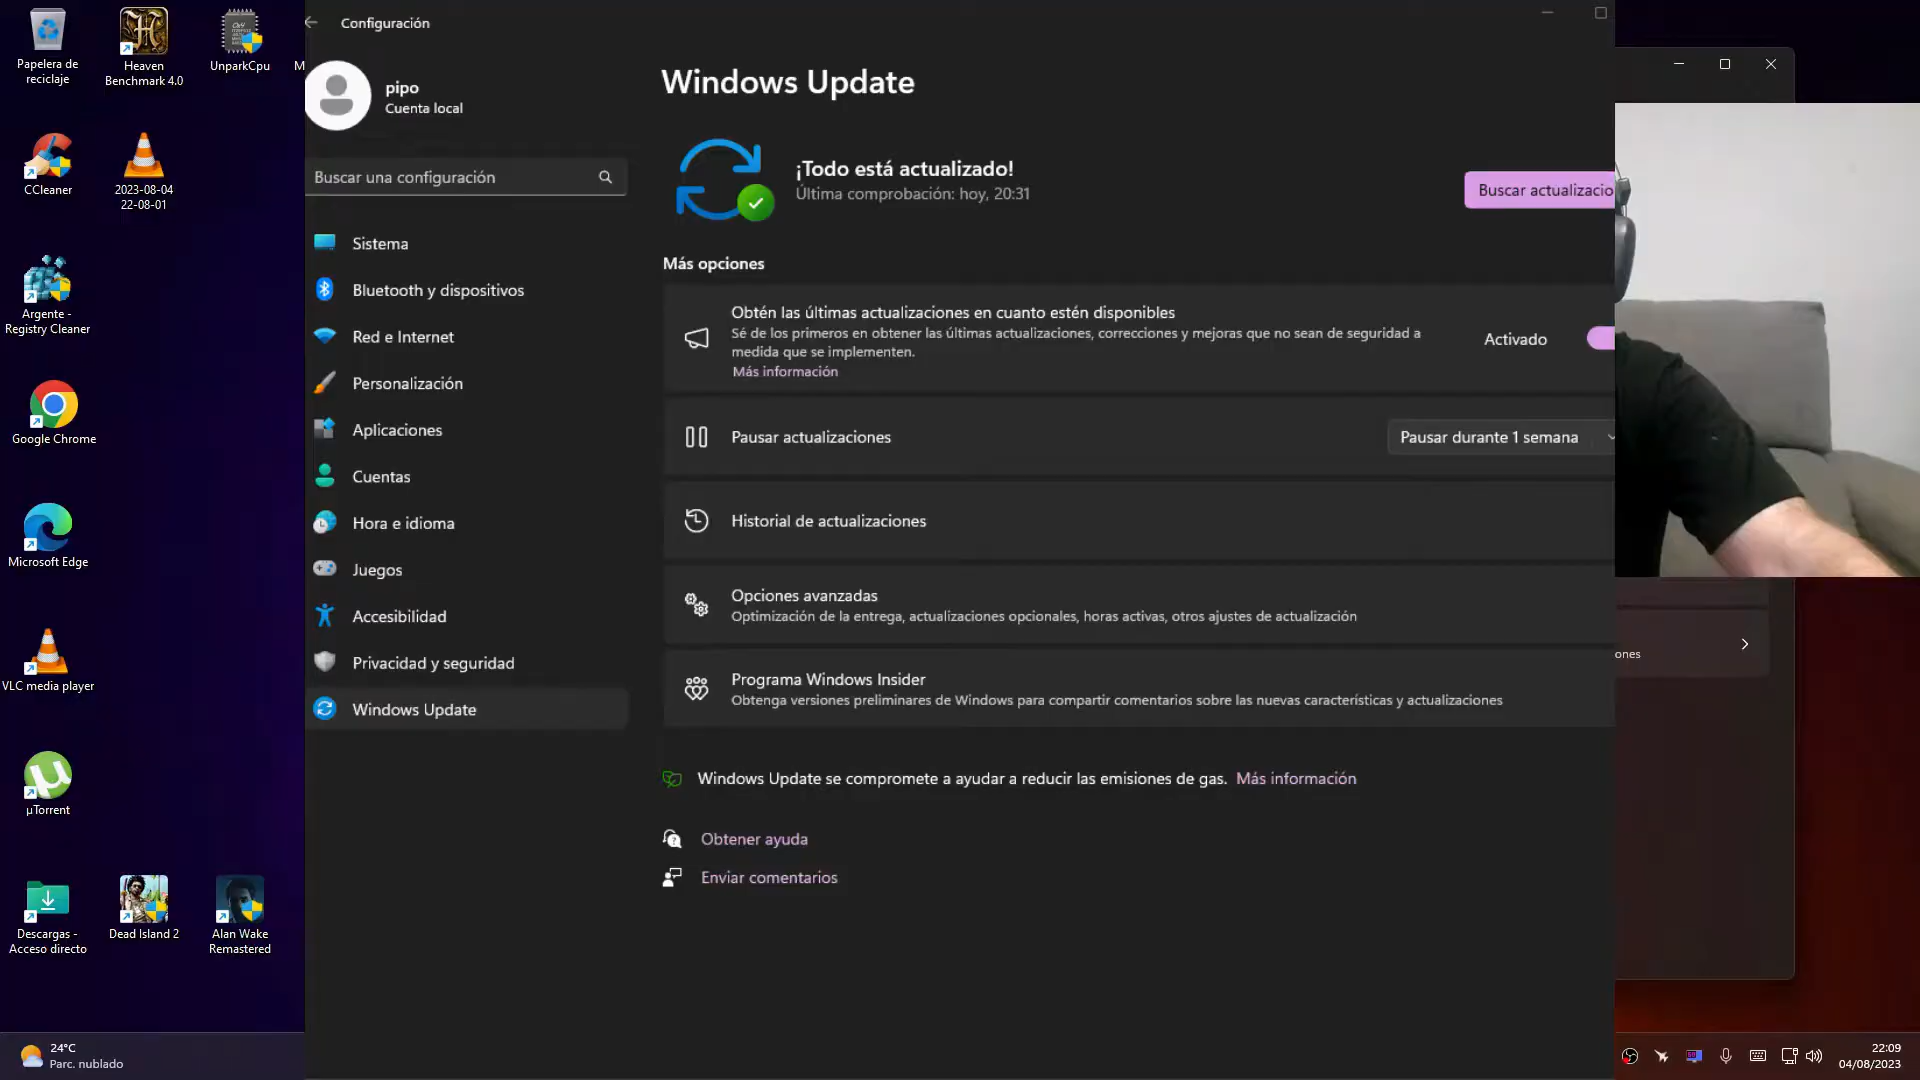 Papelera de
reciclaje
Heaven
Benchmark 4.0
UnparkCpu
M
CCleaner
2023-08-04
22-08-01
Argente -
Registry Cleaner
Google Chrome
Microsoft Edge
VLC media player
µTorrent
Descargas -
Acceso directo
Dead Island 2
Alan Wake
Remastered
24°C
Parc. nublado
Configuración
pipo
Cuenta local
Buscar una configuración
Sistema
Bluetooth y dispositivos
Red e Internet
Personalización
Aplicaciones
Cuentas
Hora e idioma
Juegos
Accesibilidad
Privacidad y seguridad
Windows Update
Windows Update
¡Todo está actualizado!
Última comprobación: hoy, 20:31
Buscar actualizacio
Más opciones
Obtén las últimas actualizaciones en cuanto estén disponibles
Sé de los primeros en obtener las últimas actualizaciones, correcciones y mejoras que no sean de seguridad a
medida que se implementen.
Más información
Activado
Pausar actualizaciones
Pausar durante 1 semana
Historial de actualizaciones
Opciones avanzadas
Optimización de la entrega, actualizaciones opcionales, horas activas, otros ajustes de actualización
Programa Windows Insider
Obtenga versiones preliminares de Windows para compartir comentarios sobre las nuevas características y actualizaciones
Windows Update se compromete a ayudar a reducir las emisiones de gas. Más información
Obtener ayuda
Enviar comentarios
ones
22:09
04/08/2023